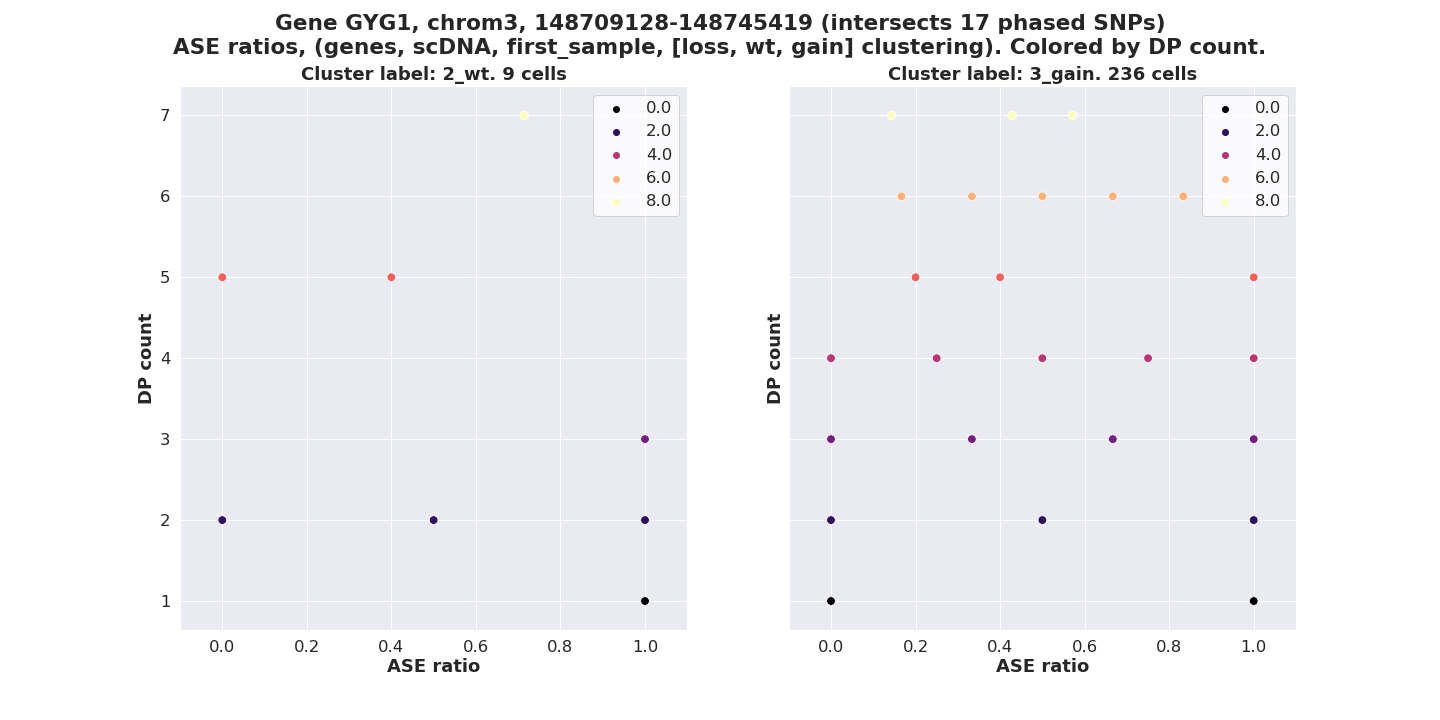 Gene GYG1, chrom3, 148709128-148745419 (intersects 17 phased SNPs)
ASE ratios, (genes, scDNA, first_sample, [loss, wt, gain] clustering). Colored by DP count.
Cluster label: 2_wt. 9 cells
7
6
5
4
3
2
1
DP count
0.0
2.0
4.0
6.0
8.0
0.0 0.2 0.4 0.6 0.8 1.0
ASE ratio
Cluster label: 3_gain. 236 cells
DP count
0.0
2.0
4.0
6.0
8.0
0.0 0.2 0.4 0.6 0.8 1.0
ASE ratio